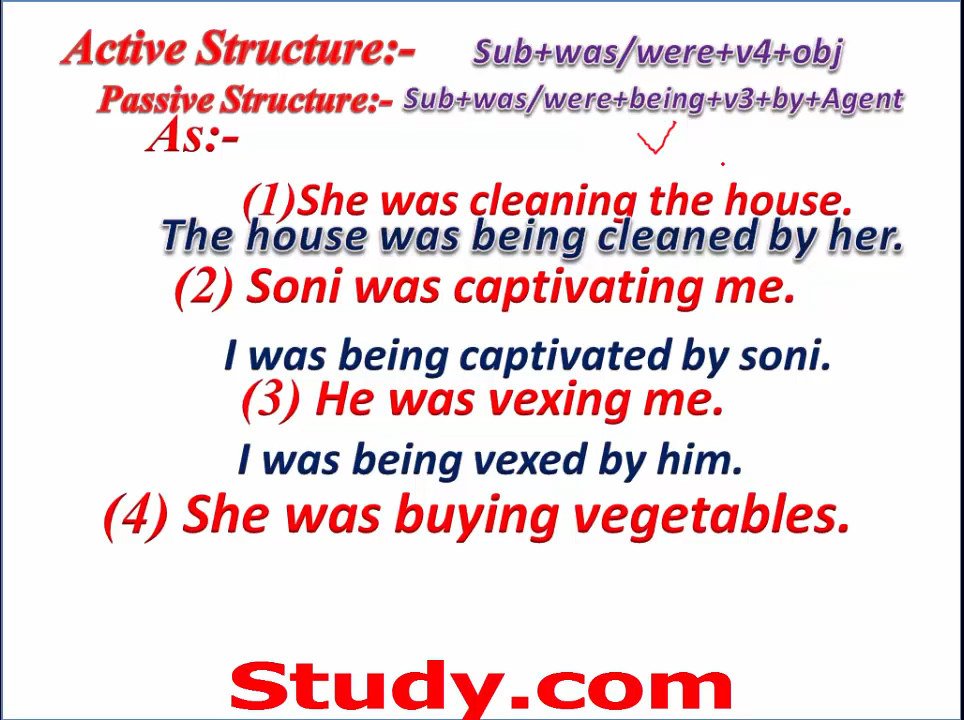 Active Structure:- Sub+was/were+v4+obj
Passive Structure:- Sub+was/were+being+v3+by+Agent
As:-
(1)She was cleaning the house.
The house was being cleaned by her.
(2) Soni was captivating me.
I was being captivated by soni.
(3) He was vexing me.
I was being vexed by him.
(4) She was buying vegetables.
Study.com